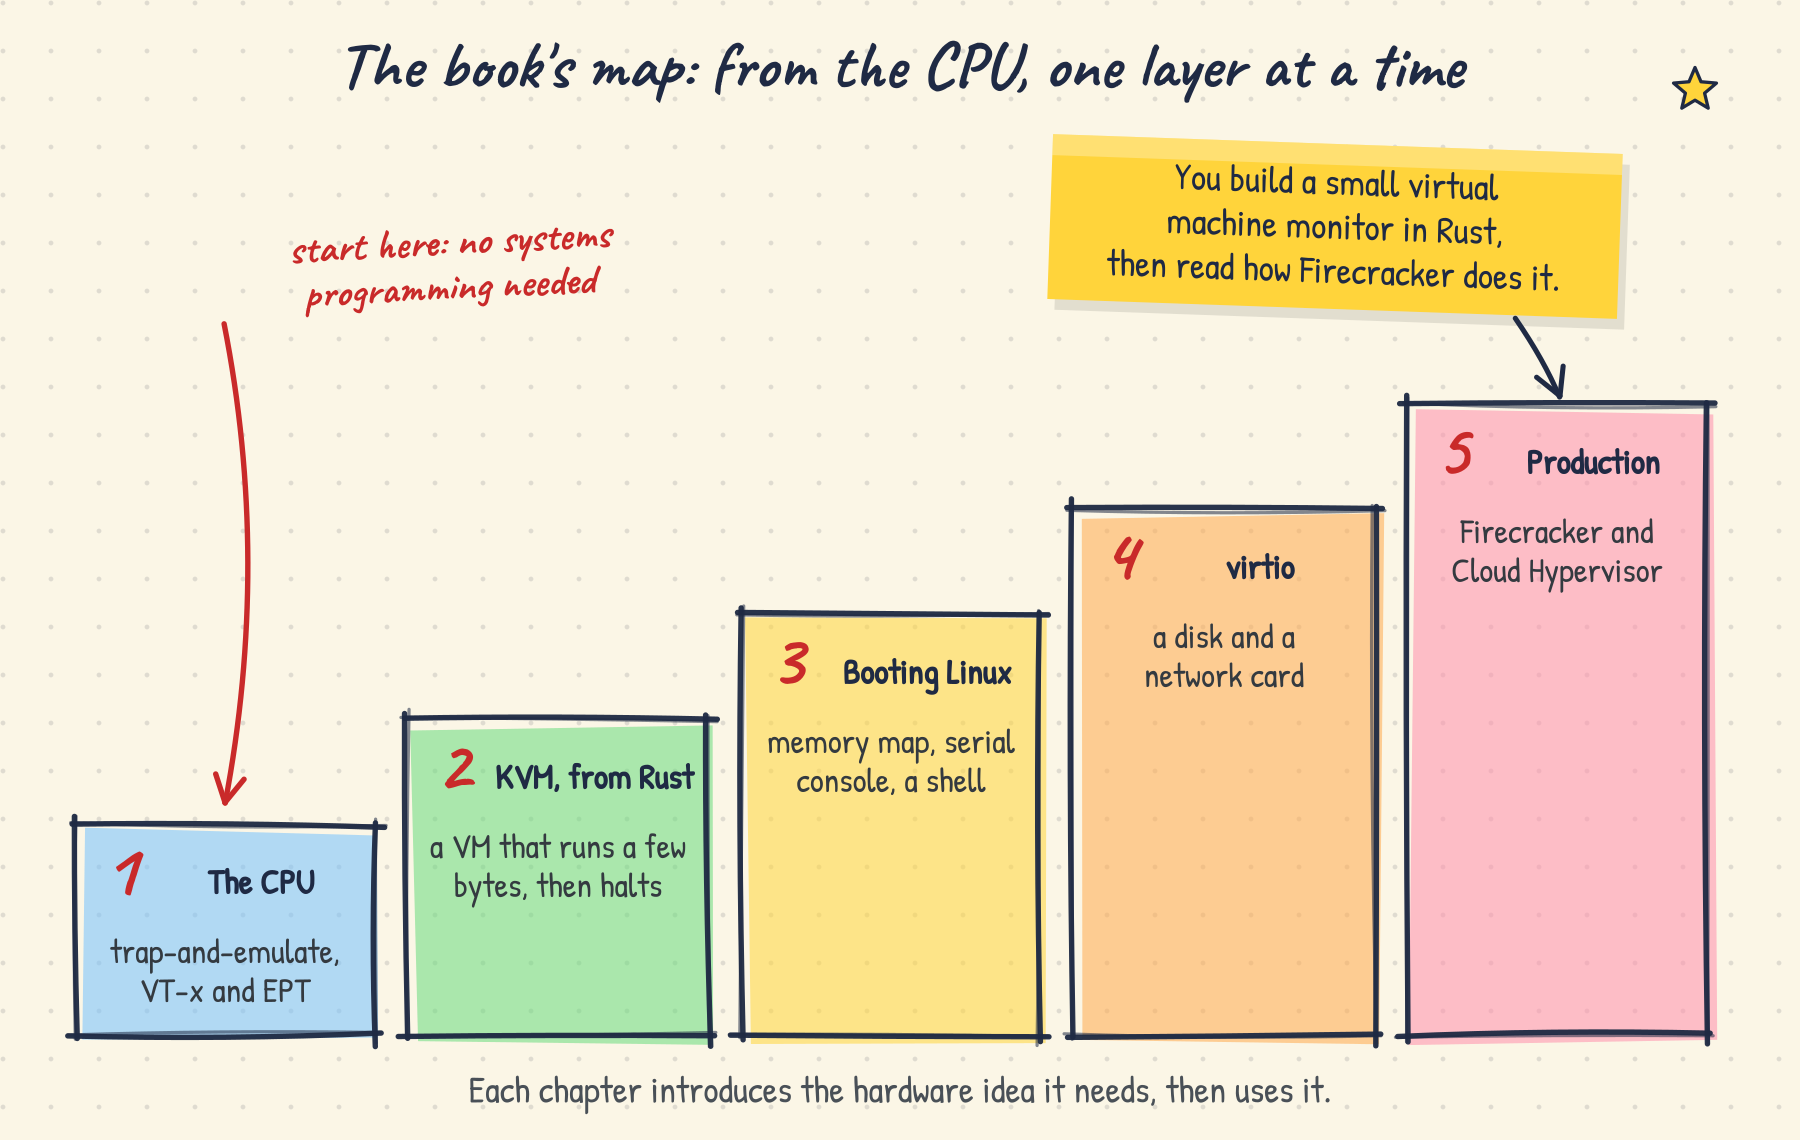 The book's map: from the CPU, one layer at a time
You build a small virtual
machine monitor in Rust,
then read how Firecracker does it.
start here: no systems
programming needed
1 The CPU
trap-and-emulate,
VT-x and EPT
2 KVM, from Rust
a VM that runs a few
bytes, then halts
3 Booting Linux
memory map, serial
console, a shell
4 virtio
a disk and a
network card
5 Production
Firecracker and
Cloud Hypervisor
Each chapter introduces the hardware idea it needs, then uses it.